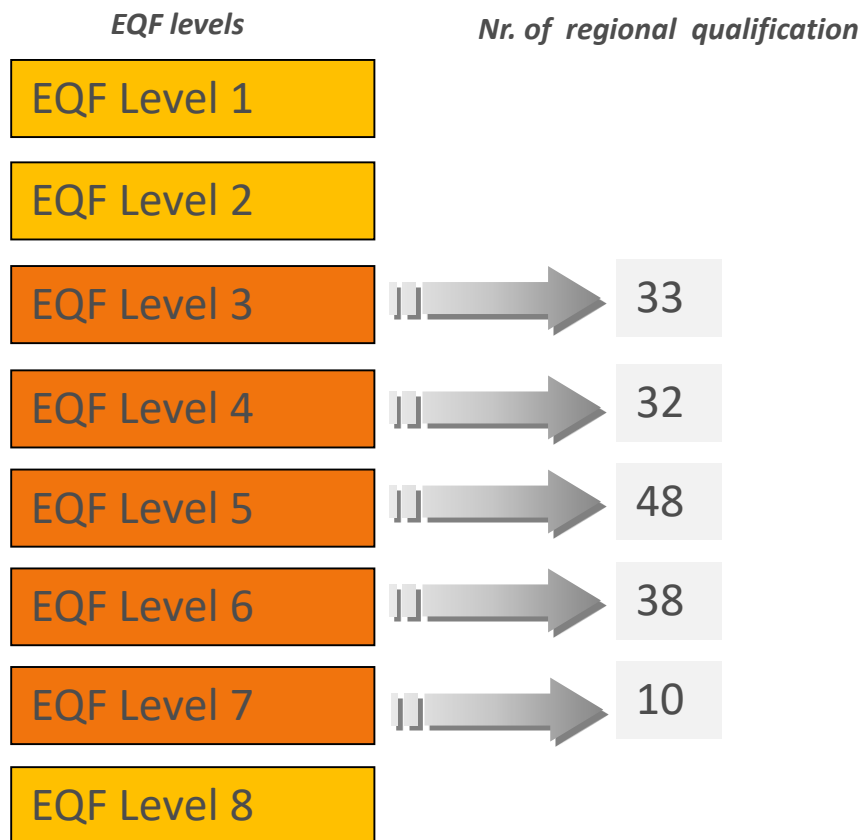 EQF levels Nr. of regional qualification
EQF Level 1
EQF Level 2
EQF Level 3 33
EQF Level 4 32
EQF Level 5 48
EQF Level 6 38
EQF Level 7 10
EQF Level 8